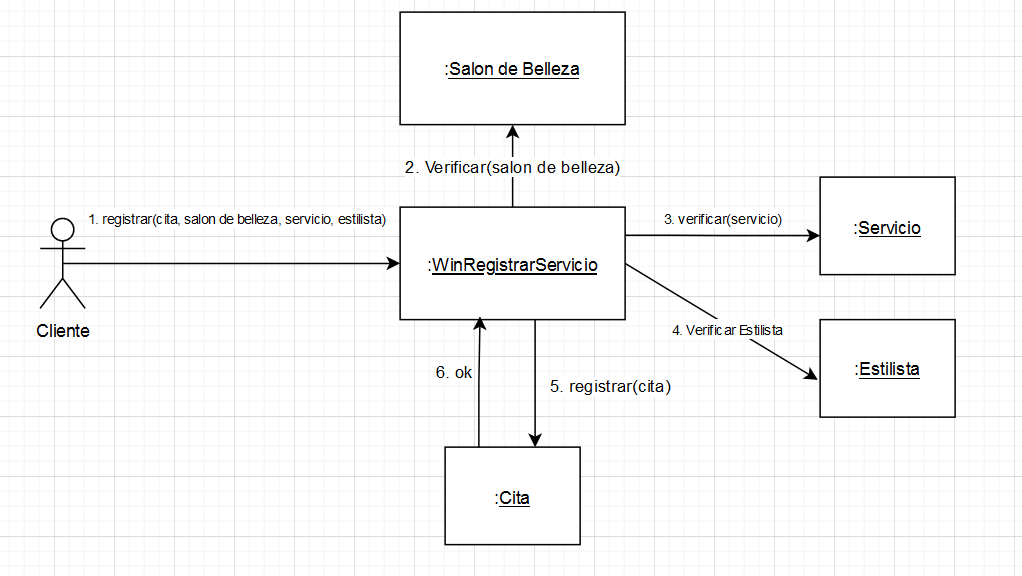 :Salon de Belleza
2. Verificar(salon de belleza)
1. registrar(cita, salon de belleza, servicio, estilista)
3. verificar(servicio)
:Servicio
:WinRegistrarServicio
Cliente
4. Verificar Estilista
:Estilista
6. ok
5. registrar(cita)
:Cita